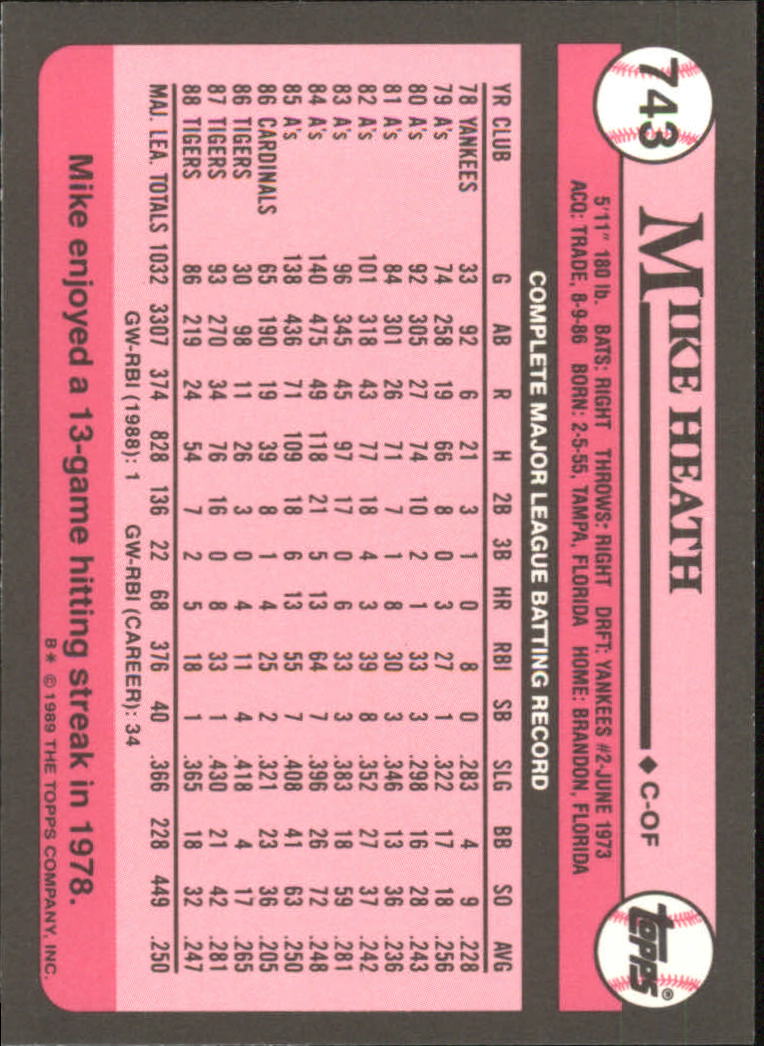 743
MIKE HEATH ♦ C-OF
TOPPS®
5'11" 180 lb. BATS: RIGHT THROWS: RIGHT DRFT: YANKEES #2-JUNE 1973
ACQ: TRADE, 8-9-86 BORN: 2-5-55, TAMPA, FLORIDA HOME: BRANDON, FLORIDA
COMPLETE MAJOR LEAGUE BATTING RECORD
YR CLUB G AB R H 2B 3B HR RBI SB SLG BB SO AVG
78 YANKEES 33 92 6 21 3 1 0 8 0 .283 4 9 .228
79 A's 74 258 19 66 8 0 3 27 1 .322 17 18 .256
80 A's 92 305 27 74 10 2 1 33 3 .298 16 28 .243
81 A's 84 301 26 71 7 1 8 30 3 .346 13 36 .236
82 A's 101 318 43 77 18 4 3 39 8 .352 27 37 .242
83 A's 96 345 45 97 17 0 6 33 3 .383 18 59 .281
84 A's 140 475 49 118 21 5 13 64 7 .396 26 72 .248
85 A's 138 436 71 109 18 6 13 55 7 .408 41 63 .250
86 CARDINALS 65 190 19 39 8 1 4 25 2 .321 23 36 .205
86 TIGERS 30 98 11 26 3 0 4 11 4 .418 4 17 .265
87 TIGERS 93 270 34 76 16 0 8 33 1 .430 21 42 .281
88 TIGERS 86 219 24 54 7 2 5 18 1 .365 18 32 .247
MAJ. LEA. TOTALS 1032 3307 374 828 136 22 68 376 40 .366 228 449 .250
GW-RBI (1988): 1 GW-RBI (CAREER): 34
Mike enjoyed a 13-game hitting streak in 1978.
B* © 1989 THE TOPPS COMPANY, INC.